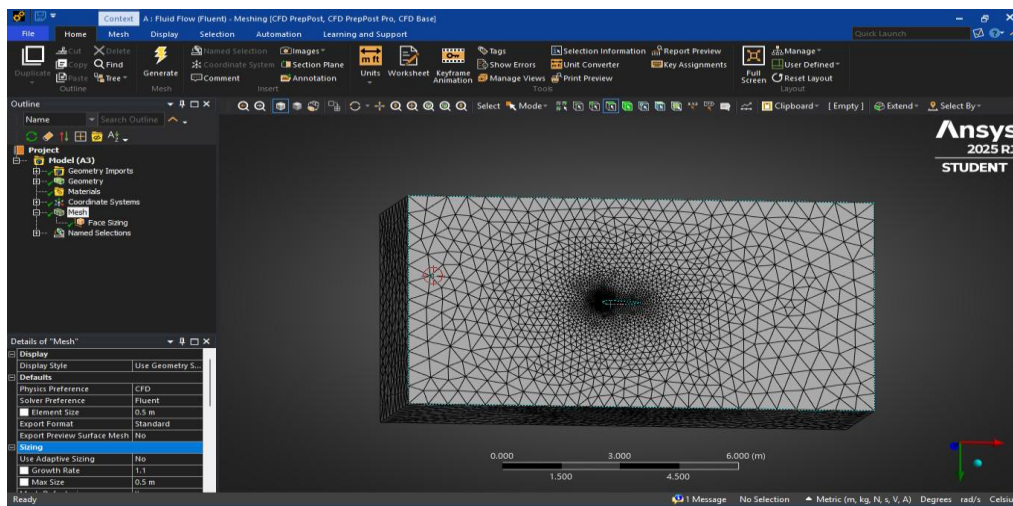 Context A : Fluid Flow (Fluent) - Meshing [CFD PrepPost, CFD PrepPost Pro, CFD Base]
File Home Mesh Display Selection Automation Learning and Support Quick Launch
Duplicate Cut Copy Paste Delete Find Tree Outline
Generate Mesh
Named Selection Coordinate System Comment Images Section Plane Annotation Insert
Units Worksheet Keyframe Animation Tags Show Errors Manage Views Selection Information Unit Converter Print Preview Report Preview Key Assignments Tools
Full Screen Manage User Defined Reset Layout Layout
Outline
Name Search Outline
Select Mode Clipboard [ Empty ] Extend Select By
Project
Model (A3)
Geometry Imports
Geometry
Materials
Coordinate Systems
Mesh
Face Sizing
Named Selections
Ansys
2025 R
STUDENT
Details of "Mesh"
Display
Display Style Use Geometry S...
Defaults
Physics Preference CFD
Solver Preference Fluent
Element Size 0.5 m
Export Format Standard
Export Preview Surface Mesh No
Sizing
Use Adaptive Sizing No
Growth Rate 1.1
Max Size 0.5 m
0.000 3.000 6.000 (m)
1.500 4.500
Ready 1 Message No Selection Metric (m, kg, N, s, V, A) Degrees rad/s Celsiu